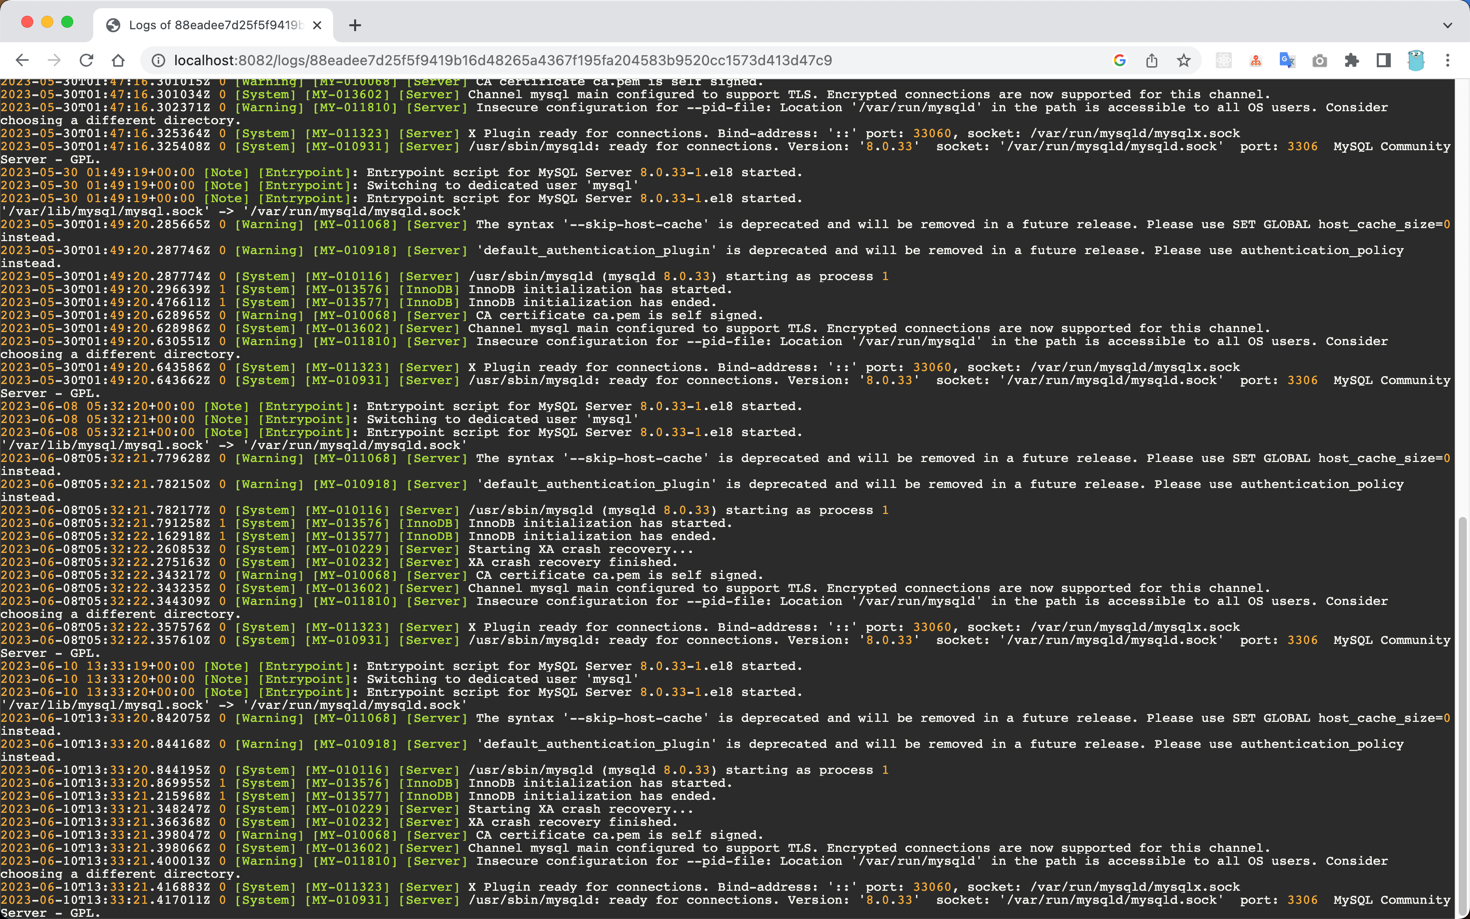 Logs of 88eadee7d25f5f9419b
localhost:8082/logs/88eadee7d25f5f9419b16d48265a4367f195fa204583b9520cc1573d413d47c9
2023-05-30T01:47:16.301015Z 0 [Warning] [MY-010068] [Server] CA certificate ca.pem is self signed.
2023-05-30T01:47:16.301034Z 0 [System] [MY-013602] [Server] Channel mysql_main configured to support TLS. Encrypted connections are now supported for this channel.
2023-05-30T01:47:16.302371Z 0 [Warning] [MY-011810] [Server] Insecure configuration for --pid-file: Location '/var/run/mysqld' in the path is accessible to all OS users. Consider
choosing a different directory.
2023-05-30T01:47:16.325364Z 0 [System] [MY-011323] [Server] X Plugin ready for connections. Bind-address: '::' port: 33060, socket: /var/run/mysqld/mysqlx.sock
2023-05-30T01:47:16.325408Z 0 [System] [MY-010931] [Server] /usr/sbin/mysqld: ready for connections. Version: '8.0.33'  socket: '/var/run/mysqld/mysqld.sock'  port: 3306  MySQL Community
Server - GPL.
2023-05-30 01:49:19+00:00 [Note] [Entrypoint]: Entrypoint script for MySQL Server 8.0.33-1.el8 started.
2023-05-30 01:49:19+00:00 [Note] [Entrypoint]: Switching to dedicated user 'mysql'
2023-05-30 01:49:19+00:00 [Note] [Entrypoint]: Entrypoint script for MySQL Server 8.0.33-1.el8 started.
'/var/lib/mysql/mysql.sock' -> '/var/run/mysqld/mysqld.sock'
2023-05-30T01:49:20.285665Z 0 [Warning] [MY-011068] [Server] The syntax '--skip-host-cache' is deprecated and will be removed in a future release. Please use SET GLOBAL host_cache_size=0
instead.
2023-05-30T01:49:20.287746Z 0 [Warning] [MY-010918] [Server] 'default_authentication_plugin' is deprecated and will be removed in a future release. Please use authentication_policy
instead.
2023-05-30T01:49:20.287774Z 0 [System] [MY-010116] [Server] /usr/sbin/mysqld (mysqld 8.0.33) starting as process 1
2023-05-30T01:49:20.296639Z 1 [System] [MY-013576] [InnoDB] InnoDB initialization has started.
2023-05-30T01:49:20.476611Z 1 [System] [MY-013577] [InnoDB] InnoDB initialization has ended.
2023-05-30T01:49:20.628965Z 0 [Warning] [MY-010068] [Server] CA certificate ca.pem is self signed.
2023-05-30T01:49:20.628986Z 0 [System] [MY-013602] [Server] Channel mysql_main configured to support TLS. Encrypted connections are now supported for this channel.
2023-05-30T01:49:20.630551Z 0 [Warning] [MY-011810] [Server] Insecure configuration for --pid-file: Location '/var/run/mysqld' in the path is accessible to all OS users. Consider
choosing a different directory.
2023-05-30T01:49:20.643586Z 0 [System] [MY-011323] [Server] X Plugin ready for connections. Bind-address: '::' port: 33060, socket: /var/run/mysqld/mysqlx.sock
2023-05-30T01:49:20.643662Z 0 [System] [MY-010931] [Server] /usr/sbin/mysqld: ready for connections. Version: '8.0.33'  socket: '/var/run/mysqld/mysqld.sock'  port: 3306  MySQL Community
Server - GPL.
2023-06-08 05:32:20+00:00 [Note] [Entrypoint]: Entrypoint script for MySQL Server 8.0.33-1.el8 started.
2023-06-08 05:32:21+00:00 [Note] [Entrypoint]: Switching to dedicated user 'mysql'
2023-06-08 05:32:21+00:00 [Note] [Entrypoint]: Entrypoint script for MySQL Server 8.0.33-1.el8 started.
'/var/lib/mysql/mysql.sock' -> '/var/run/mysqld/mysqld.sock'
2023-06-08T05:32:21.779628Z 0 [Warning] [MY-011068] [Server] The syntax '--skip-host-cache' is deprecated and will be removed in a future release. Please use SET GLOBAL host_cache_size=0
instead.
2023-06-08T05:32:21.782150Z 0 [Warning] [MY-010918] [Server] 'default_authentication_plugin' is deprecated and will be removed in a future release. Please use authentication_policy
instead.
2023-06-08T05:32:21.782177Z 0 [System] [MY-010116] [Server] /usr/sbin/mysqld (mysqld 8.0.33) starting as process 1
2023-06-08T05:32:21.791258Z 1 [System] [MY-013576] [InnoDB] InnoDB initialization has started.
2023-06-08T05:32:22.162918Z 1 [System] [MY-013577] [InnoDB] InnoDB initialization has ended.
2023-06-08T05:32:22.260853Z 0 [System] [MY-010229] [Server] Starting XA crash recovery...
2023-06-08T05:32:22.275163Z 0 [System] [MY-010232] [Server] XA crash recovery finished.
2023-06-08T05:32:22.343217Z 0 [Warning] [MY-010068] [Server] CA certificate ca.pem is self signed.
2023-06-08T05:32:22.343235Z 0 [System] [MY-013602] [Server] Channel mysql_main configured to support TLS. Encrypted connections are now supported for this channel.
2023-06-08T05:32:22.344309Z 0 [Warning] [MY-011810] [Server] Insecure configuration for --pid-file: Location '/var/run/mysqld' in the path is accessible to all OS users. Consider
choosing a different directory.
2023-06-08T05:32:22.357576Z 0 [System] [MY-011323] [Server] X Plugin ready for connections. Bind-address: '::' port: 33060, socket: /var/run/mysqld/mysqlx.sock
2023-06-08T05:32:22.357610Z 0 [System] [MY-010931] [Server] /usr/sbin/mysqld: ready for connections. Version: '8.0.33'  socket: '/var/run/mysqld/mysqld.sock'  port: 3306  MySQL Community
Server - GPL.
2023-06-10 13:33:19+00:00 [Note] [Entrypoint]: Entrypoint script for MySQL Server 8.0.33-1.el8 started.
2023-06-10 13:33:20+00:00 [Note] [Entrypoint]: Switching to dedicated user 'mysql'
2023-06-10 13:33:20+00:00 [Note] [Entrypoint]: Entrypoint script for MySQL Server 8.0.33-1.el8 started.
'/var/lib/mysql/mysql.sock' -> '/var/run/mysqld/mysqld.sock'
2023-06-10T13:33:20.842075Z 0 [Warning] [MY-011068] [Server] The syntax '--skip-host-cache' is deprecated and will be removed in a future release. Please use SET GLOBAL host_cache_size=0
instead.
2023-06-10T13:33:20.844168Z 0 [Warning] [MY-010918] [Server] 'default_authentication_plugin' is deprecated and will be removed in a future release. Please use authentication_policy
instead.
2023-06-10T13:33:20.844195Z 0 [System] [MY-010116] [Server] /usr/sbin/mysqld (mysqld 8.0.33) starting as process 1
2023-06-10T13:33:20.869955Z 1 [System] [MY-013576] [InnoDB] InnoDB initialization has started.
2023-06-10T13:33:21.215968Z 1 [System] [MY-013577] [InnoDB] InnoDB initialization has ended.
2023-06-10T13:33:21.348247Z 0 [System] [MY-010229] [Server] Starting XA crash recovery...
2023-06-10T13:33:21.366368Z 0 [System] [MY-010232] [Server] XA crash recovery finished.
2023-06-10T13:33:21.398047Z 0 [Warning] [MY-010068] [Server] CA certificate ca.pem is self signed.
2023-06-10T13:33:21.398066Z 0 [System] [MY-013602] [Server] Channel mysql_main configured to support TLS. Encrypted connections are now supported for this channel.
2023-06-10T13:33:21.400013Z 0 [Warning] [MY-011810] [Server] Insecure configuration for --pid-file: Location '/var/run/mysqld' in the path is accessible to all OS users. Consider
choosing a different directory.
2023-06-10T13:33:21.416883Z 0 [System] [MY-011323] [Server] X Plugin ready for connections. Bind-address: '::' port: 33060, socket: /var/run/mysqld/mysqlx.sock
2023-06-10T13:33:21.417011Z 0 [System] [MY-010931] [Server] /usr/sbin/mysqld: ready for connections. Version: '8.0.33'  socket: '/var/run/mysqld/mysqld.sock'  port: 3306  MySQL Community
Server - GPL.